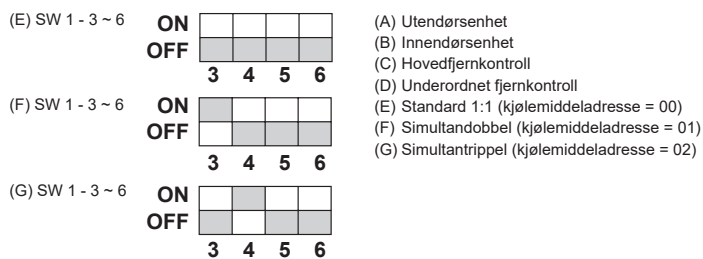 (E) SW 1 - 3 ~ 6
ON
OFF
3 4 5 6
(F) SW 1 - 3 ~ 6
ON
OFF
3 4 5 6
(G) SW 1 - 3 ~ 6
ON
OFF
3 4 5 6
(A) Utendørsenhet
(B) Innendørsenhet
(C) Hovedfjernkontroll
(D) Underordnet fjernkontroll
(E) Standard 1:1 (kjølemiddeladresse = 00)
(F) Simultandobbel (kjølemiddeladresse = 01)
(G) Simultantrippel (kjølemiddeladresse = 02)